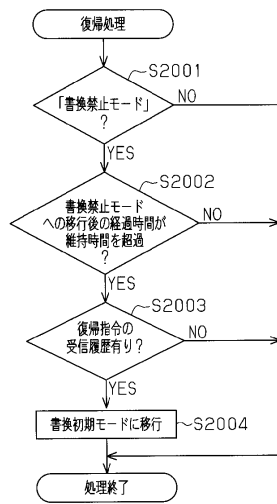 復帰処理
S2001
「書換禁止モード」
?
NO
YES
S2002
書換禁止モード
への移行後の経過時間が
維持時間を超過
?
NO
YES
S2003
復帰指令の
受信履歴有り?
NO
YES
書換初期モードに移行
S2004
処理終了